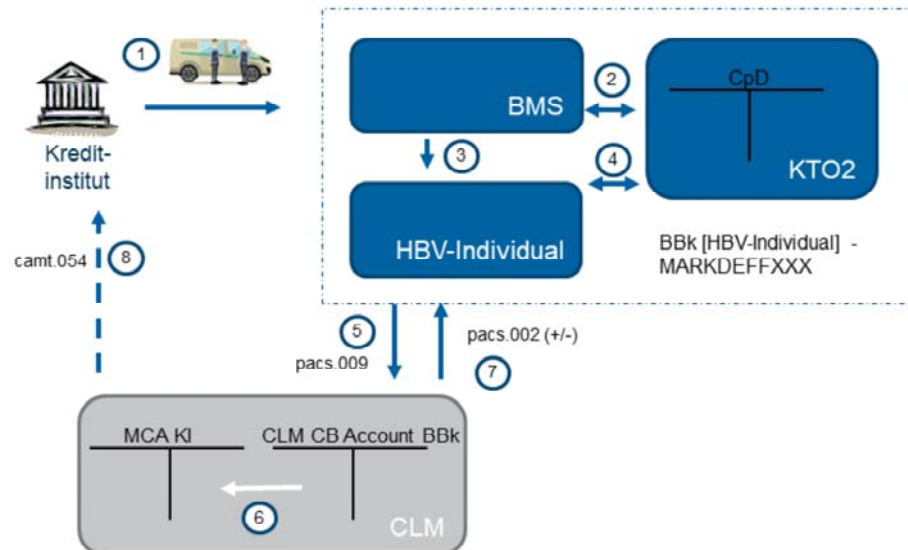 1
BMS
2
CpD
KTO2
Kredit-
institut
3
4
HBV-Individual
BBk [HBV-Individual] -
MARKDEFFXXX
camt.054
8
5
pacs.009
pacs.002 (+/-)
7
MCA KI
CLM CB Account BBk
6
CLM